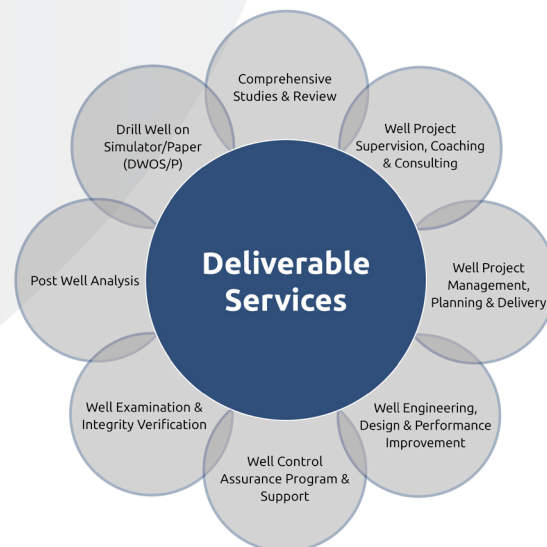 Comprehensive
Studies & Review
Well Project
Supervision, Coaching
& Consulting
Well Project
Management,
Planning & Delivery
Well Engineering,
Design & Performance
Improvement
Well Control
Assurance Program &
Support
Well Examination &
Integrity Verification
Post Well Analysis
Drill Well on
Simulator/Paper
(DWOS/P)
Deliverable
Services